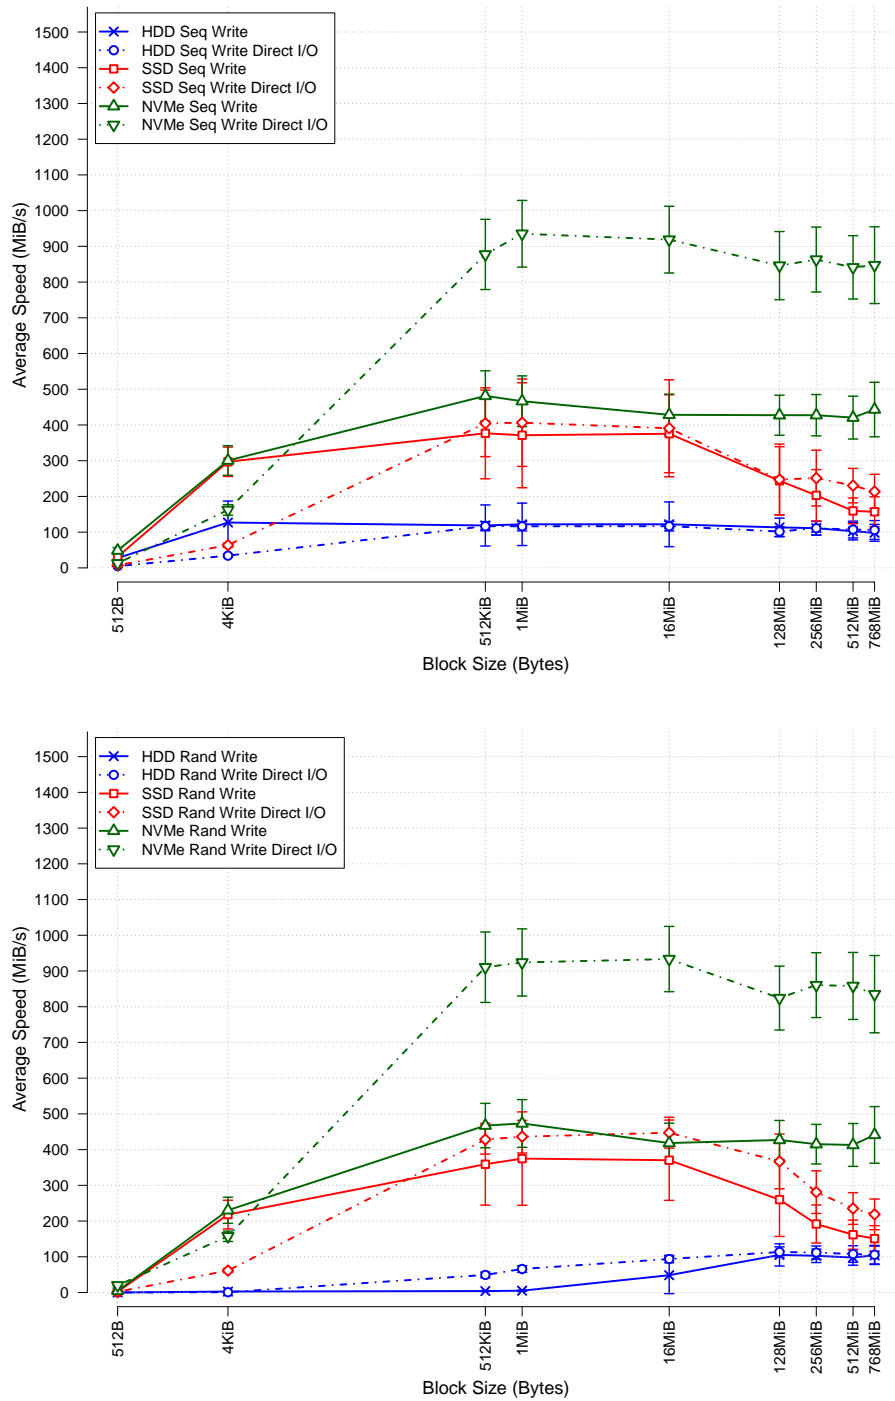 HDD Seq Write
HDD Seq Write Direct I/O
SSD Seq Write
SSD Seq Write Direct I/O
NVMe Seq Write
NVMe Seq Write Direct I/O
1500
1400
1300
1200
1100
1000
900
800
700
600
500
400
300
200
100
0
Average Speed (MiB/s)
512B
4KiB
512KiB
1MiB
16MiB
128MiB
256MiB
512MiB
768MiB
Block Size (Bytes)
HDD Rand Write
HDD Rand Write Direct I/O
SSD Rand Write
SSD Rand Write Direct I/O
NVMe Rand Write
NVMe Rand Write Direct I/O
1500
1400
1300
1200
1100
1000
900
800
700
600
500
400
300
200
100
0
Average Speed (MiB/s)
512B
4KiB
512KiB
1MiB
16MiB
128MiB
256MiB
512MiB
768MiB
Block Size (Bytes)